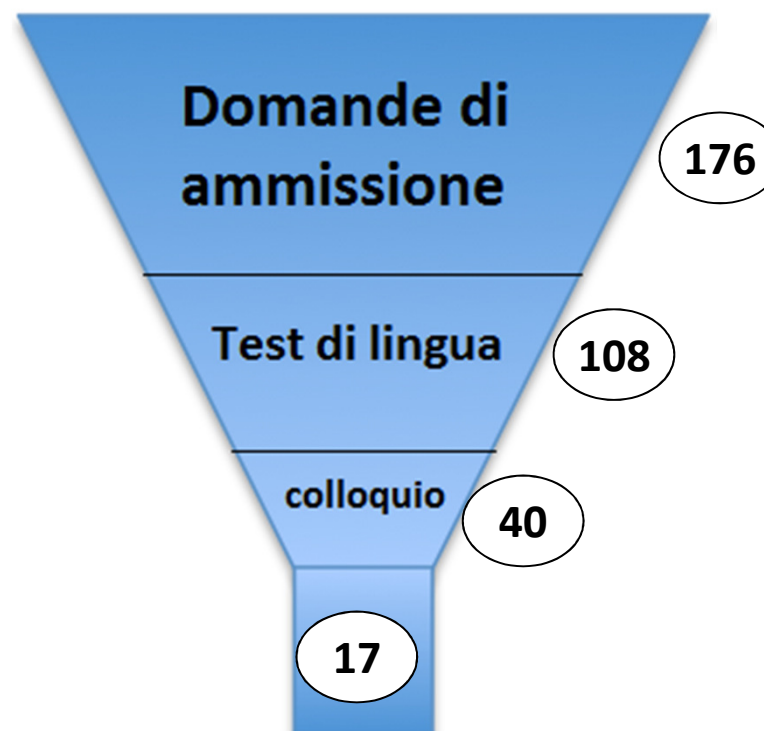 Domande di
ammissione
176
Test di lingua
108
colloquio
40
17